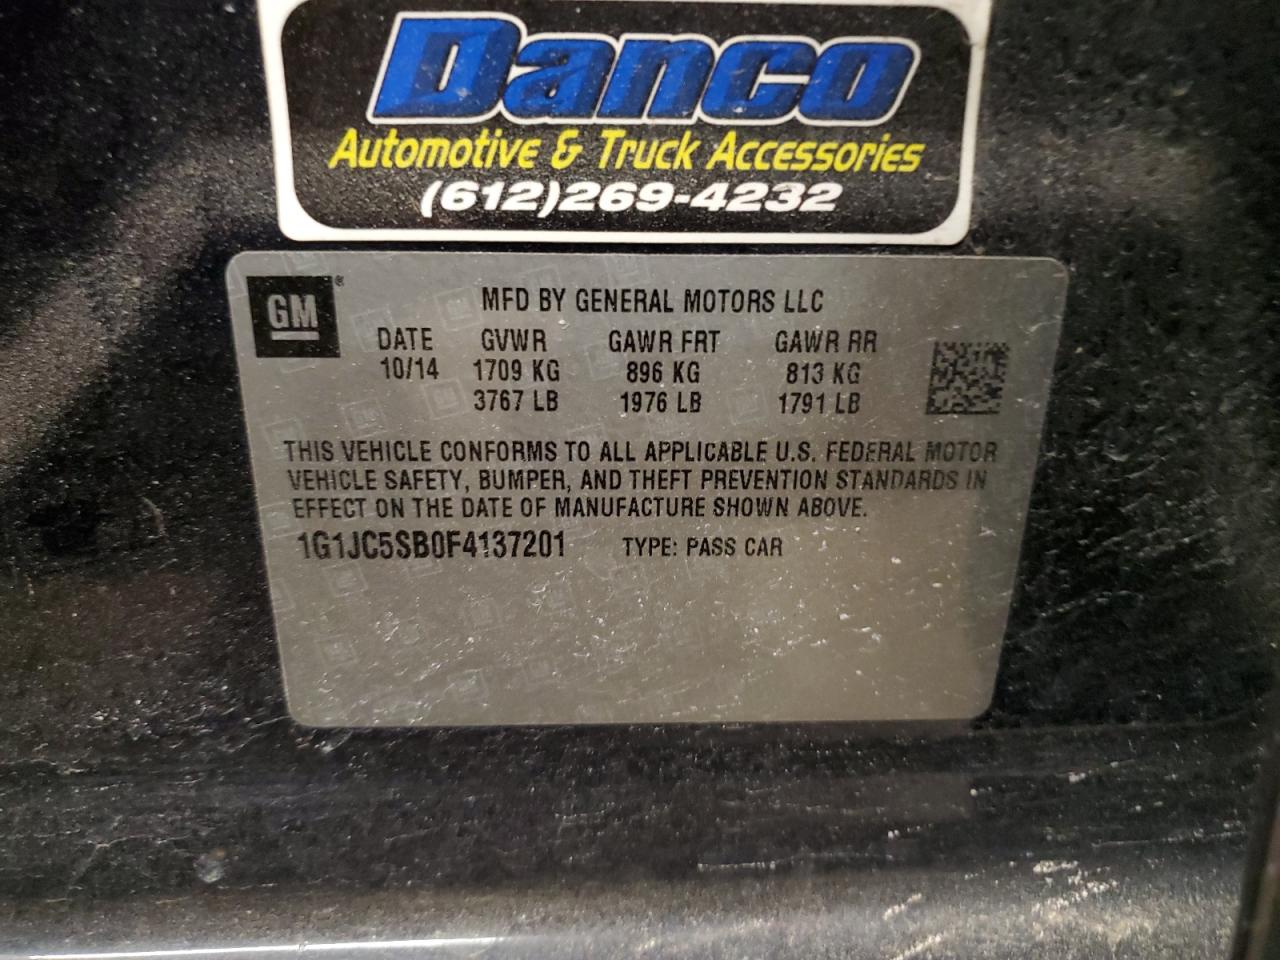 Danco
Automotive & Truck Accessories
(612)269-4232
GM®
MFD BY GENERAL MOTORS LLC
DATE GVWR GAWR FRT GAWR RR
10/14 1709 KG 896 KG 813 KG
3767 LB 1976 LB 1791 LB
THIS VEHICLE CONFORMS TO ALL APPLICABLE U.S. FEDERAL MOTOR
VEHICLE SAFETY, BUMPER, AND THEFT PREVENTION STANDARDS IN
EFFECT ON THE DATE OF MANUFACTURE SHOWN ABOVE.
1G1JC5SB0F4137201 TYPE: PASS CAR